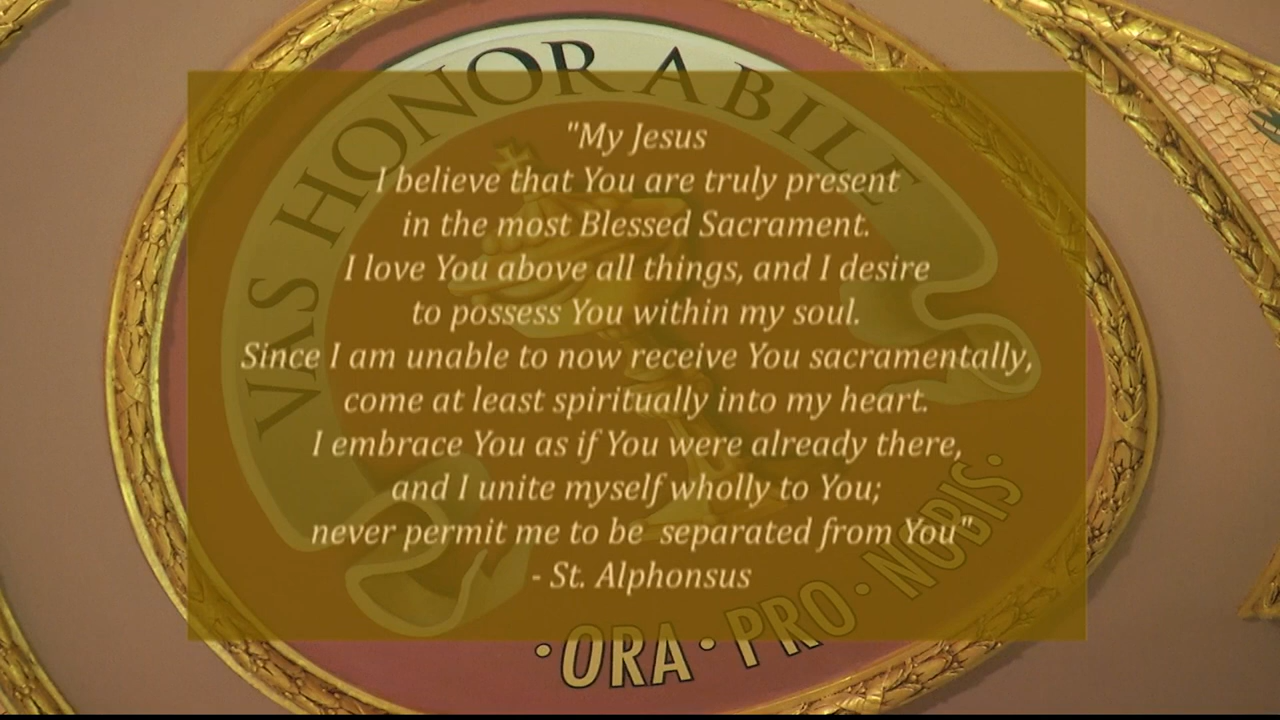 VAS HONORABILE
"My Jesus
I believe that You are truly present
in the most Blessed Sacrament.
I love You above all things, and I desire
to possess You within my soul.
Since I am unable to now receive You sacramentally,
come at least spiritually into my heart.
I embrace You as if You were already there,
and I unite myself wholly to You;
never permit me to be  separated from You"
- St. Alphonsus
·ORA·PRO·NOBIS·